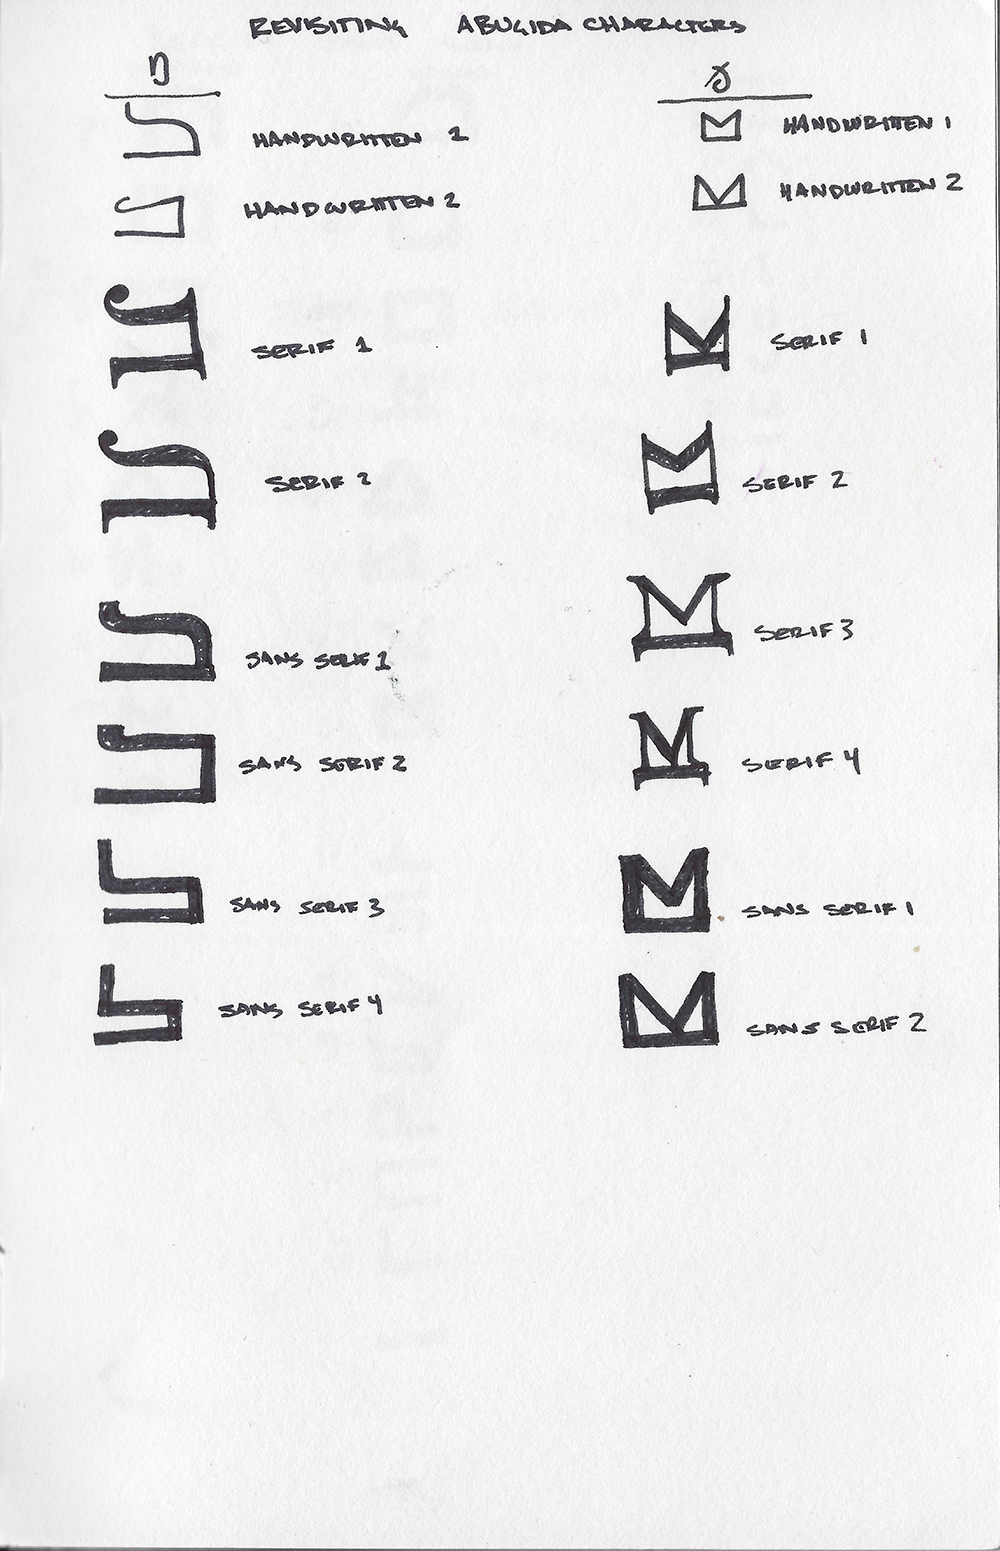 REVISITING ABUGIDA CHARACTERS
HANDWRITTEN 1
HANDWRITTEN 2
SERIF 1
SERIF 2
SANS SERIF 1
SANS SERIF 2
SANS SERIF 3
SANS SERIF 4
HANDWRITTEN 1
HANDWRITTEN 2
SERIF 1
SERIF 2
SERIF 3
SERIF 4
SANS SERIF 1
SANS SERIF 2